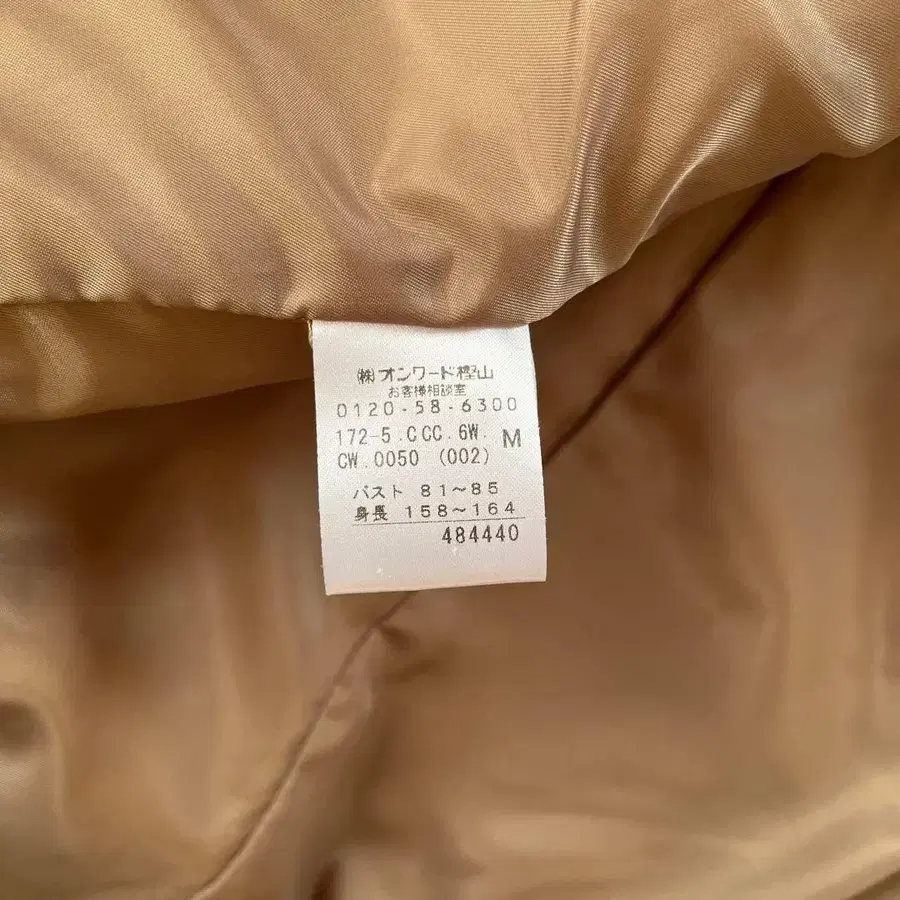 ㈱オンワード樫山
お客様相談室
0120-58-6300
172-5.CCC.6W. M
CW.0050 (002)
バスト 81～85
身長 158～164
484440